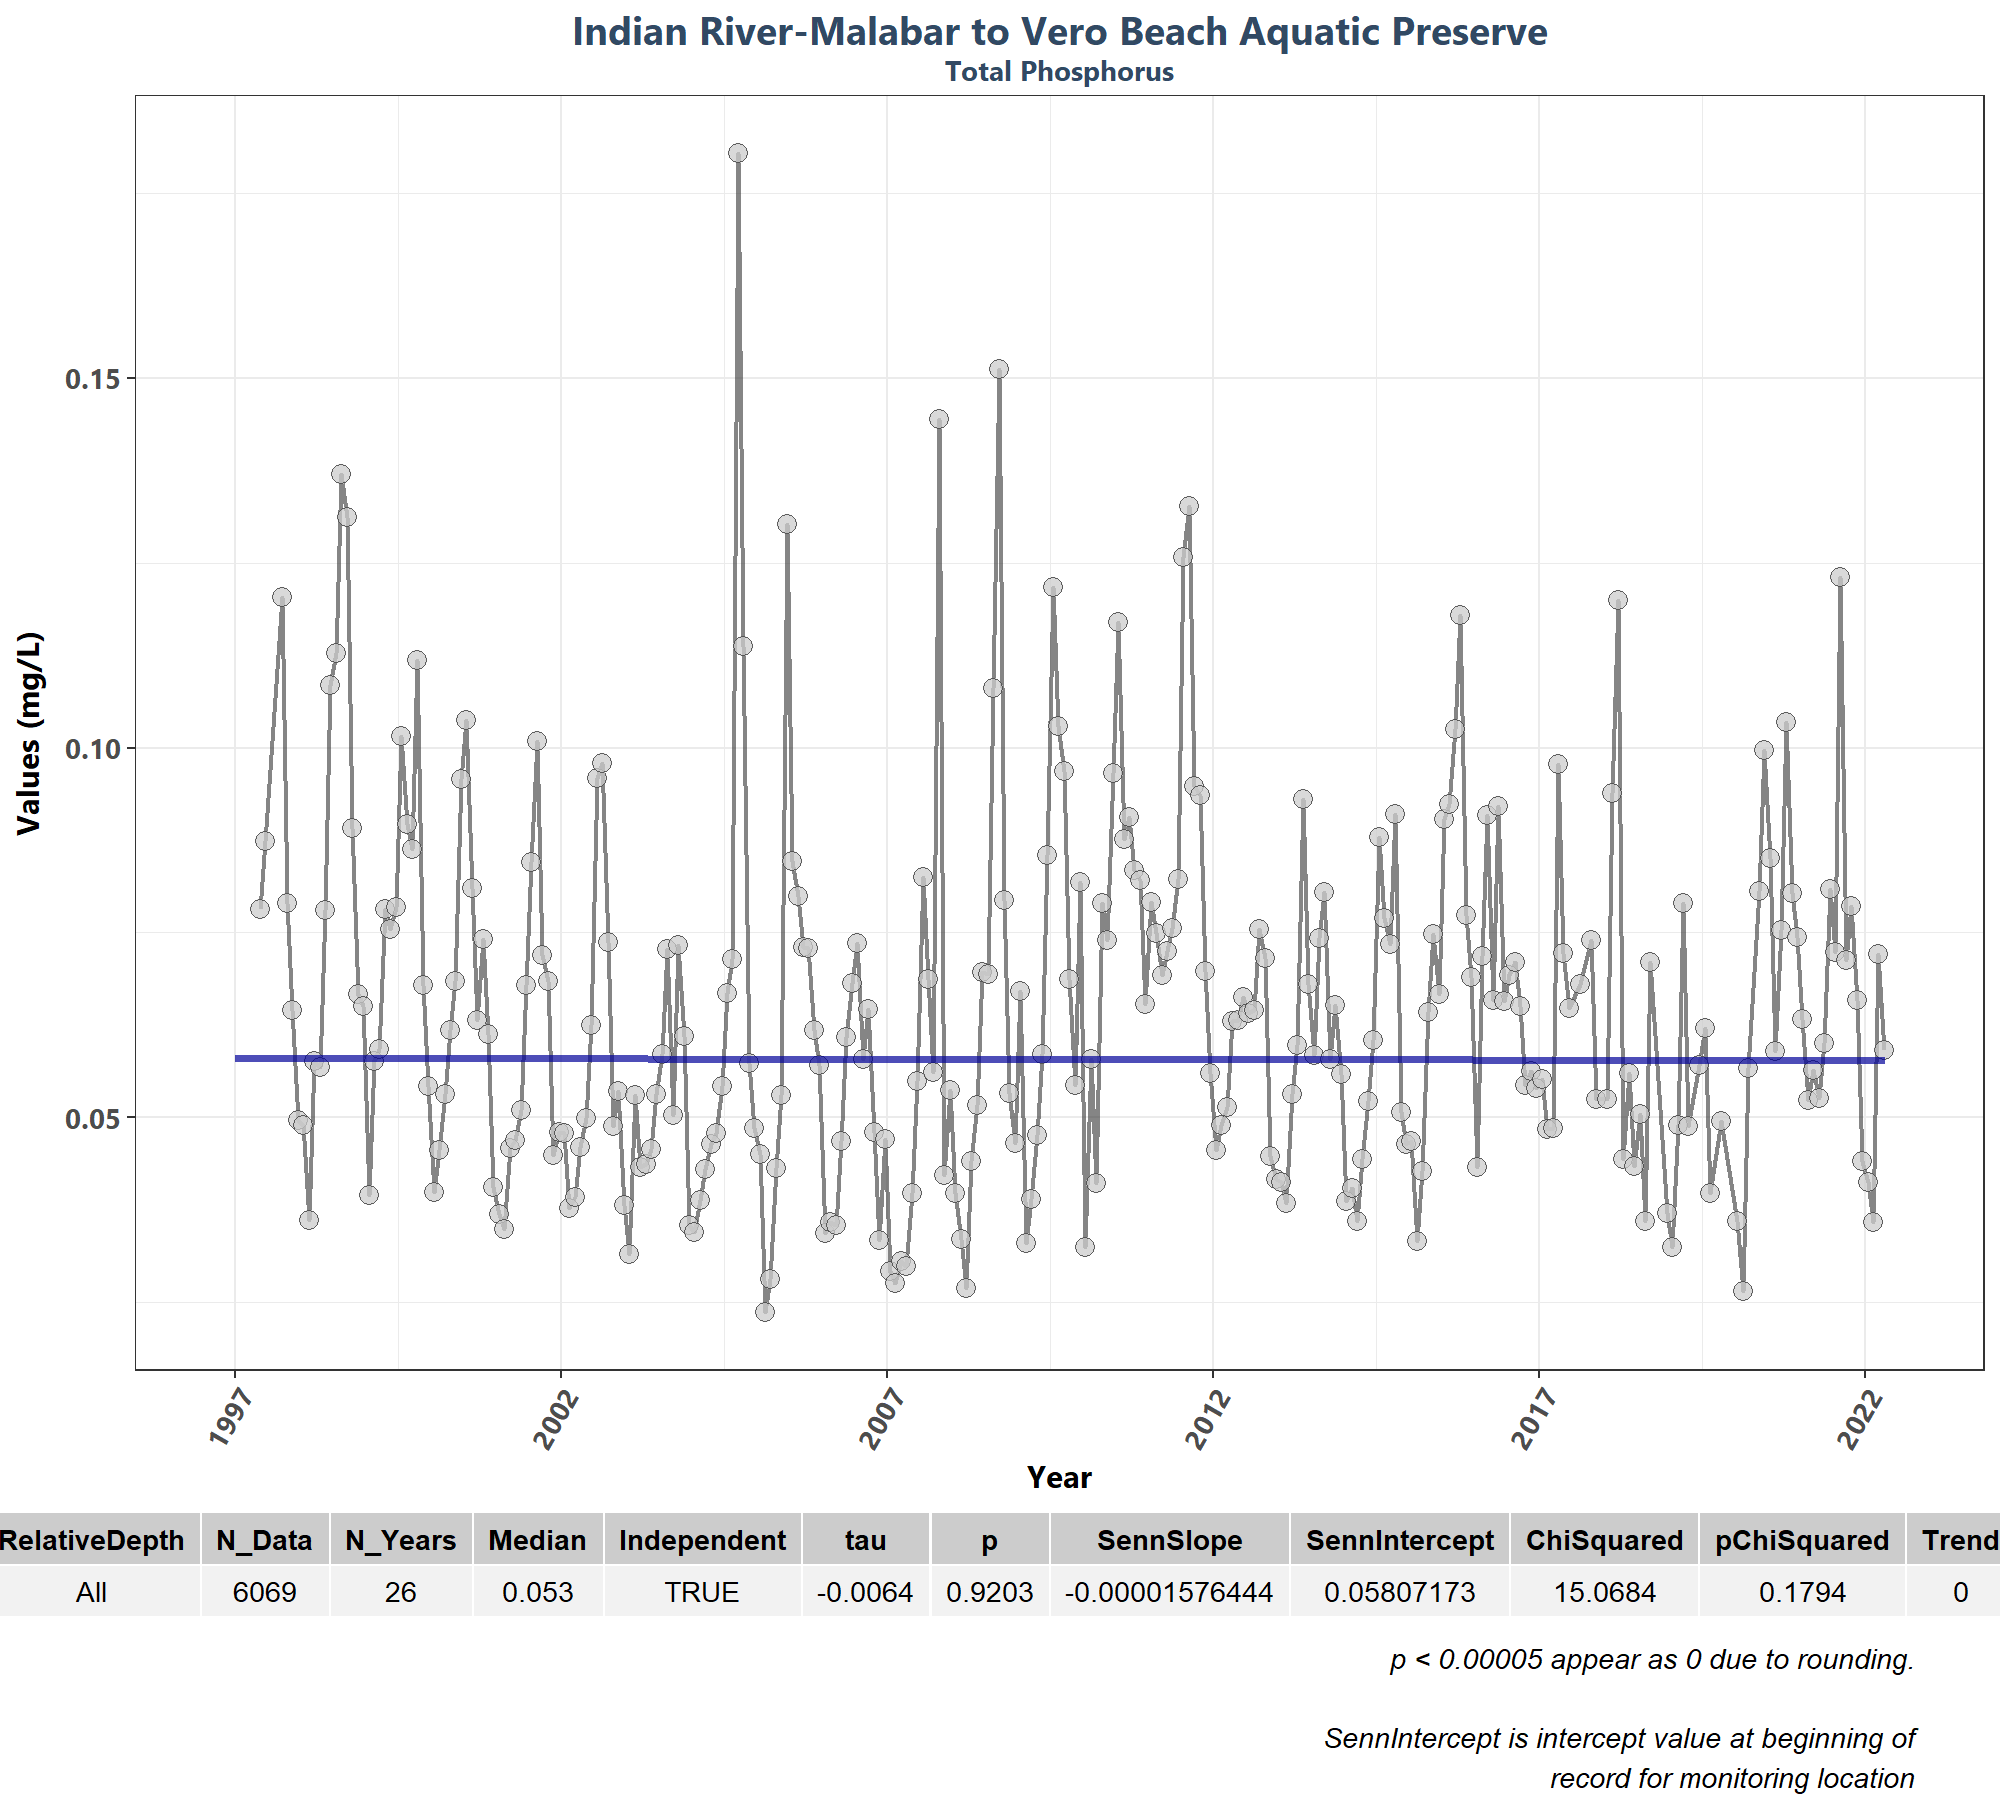 Indian River-Malabar to Vero Beach Aquatic Preserve
Total Phosphorus
Values (mg/L)
0.15
0.10
0.05
1997 2002 2007 2012 2017 2022
Year
RelativeDepth N_Data N_Years Median Independent tau p SennSlope SennIntercept ChiSquared pChiSquared Trend
All 6069 26 0.053 TRUE -0.0064 0.9203 -0.00001576444 0.05807173 15.0684 0.1794 0
p < 0.00005 appear as 0 due to rounding.
SennIntercept is intercept value at beginning of
record for monitoring location